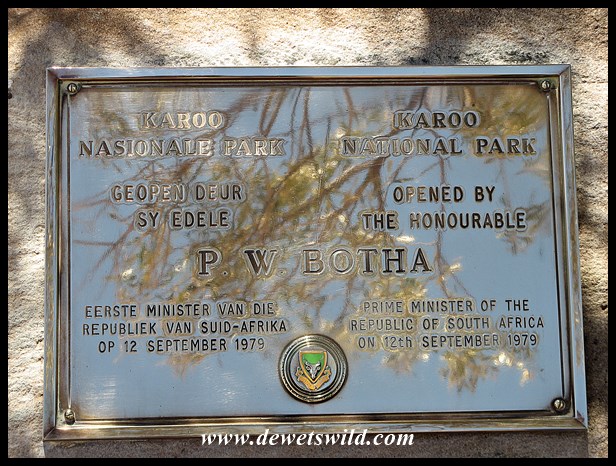 KAROO
NASIONALE PARK
GEOPEN DEUR
SY EDELE
KAROO
NATIONAL PARK
OPENED BY
THE HONOURABLE
P. W. BOTHA
EERSTE MINISTER VAN DIE
REPUBLIEK VAN SUID-AFRIKA
OP 12 SEPTEMBER 1979
PRIME MINISTER OF THE
REPUBLIC OF SOUTH AFRICA
ON 12th SEPTEMBER 1979
www.dewetswild.com